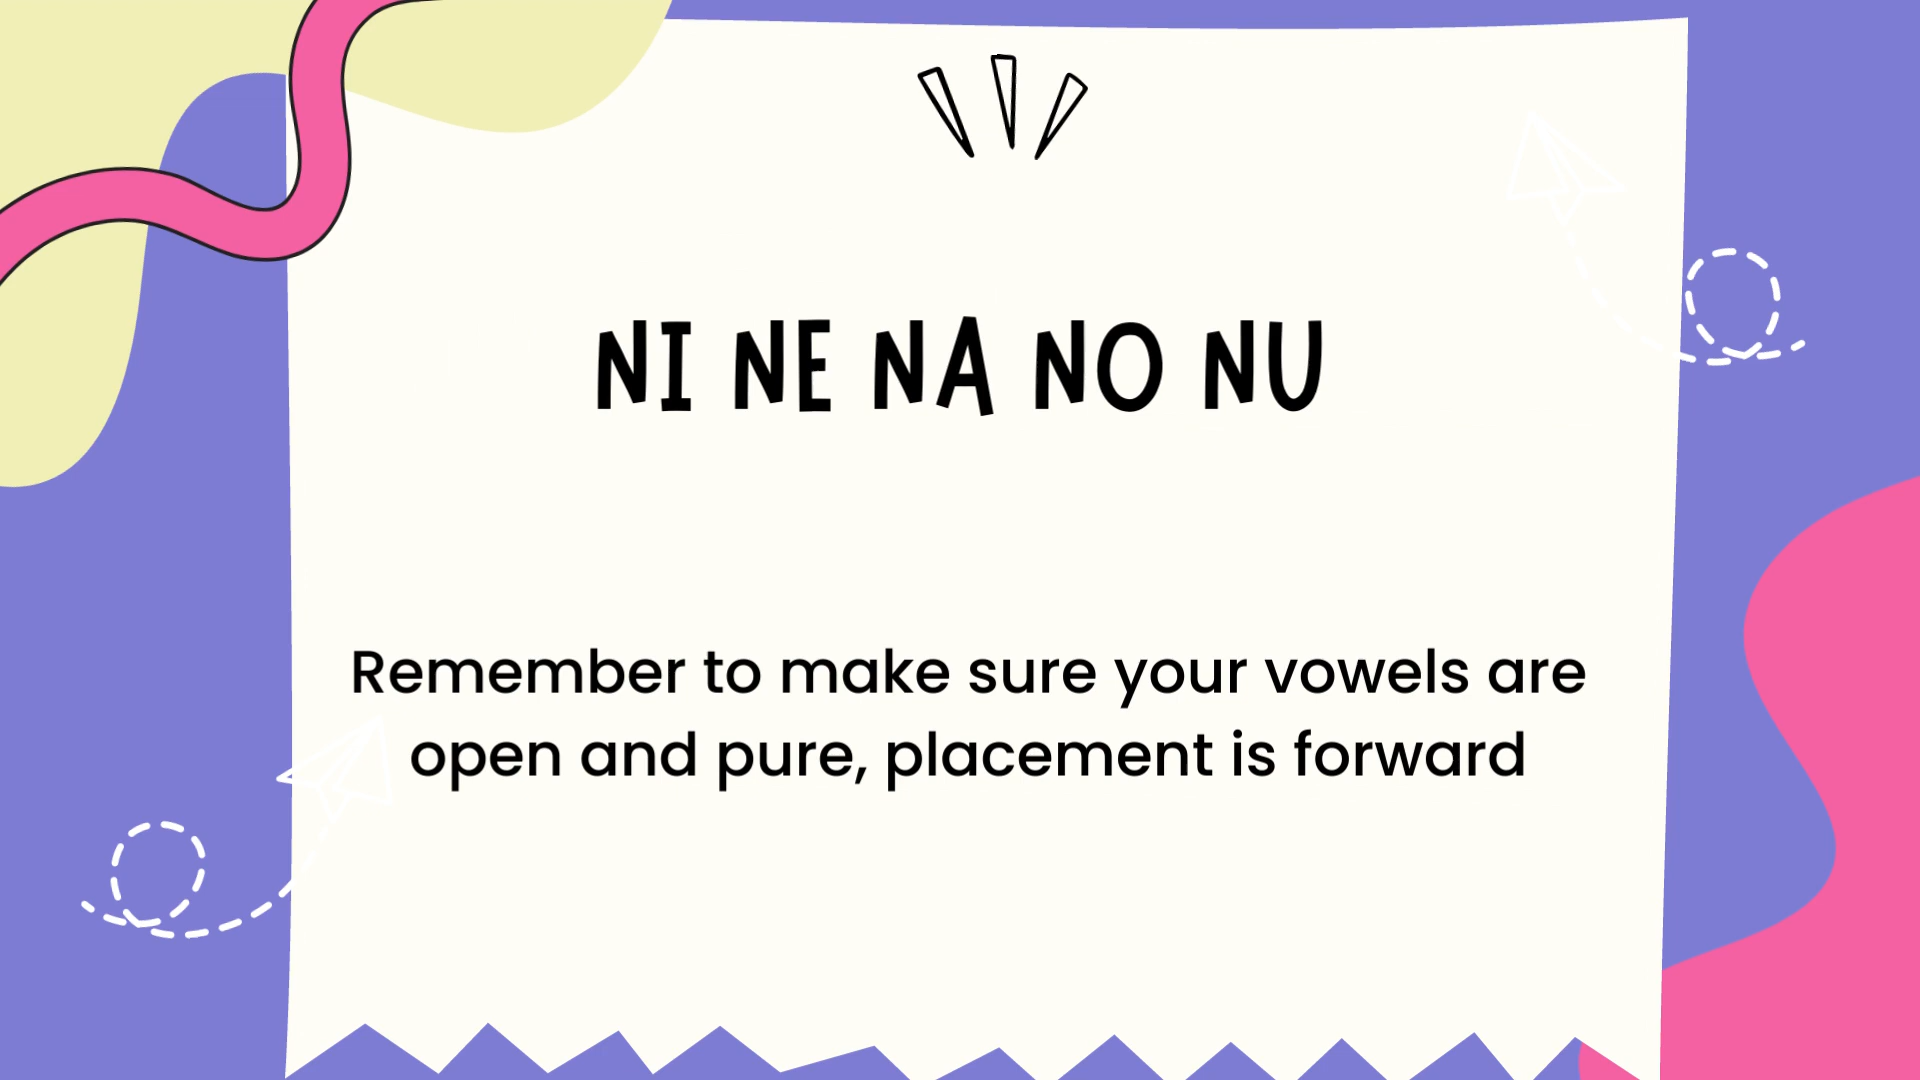 NI NE NA NO NU
Remember to make sure your vowels are
open and pure, placement is forward